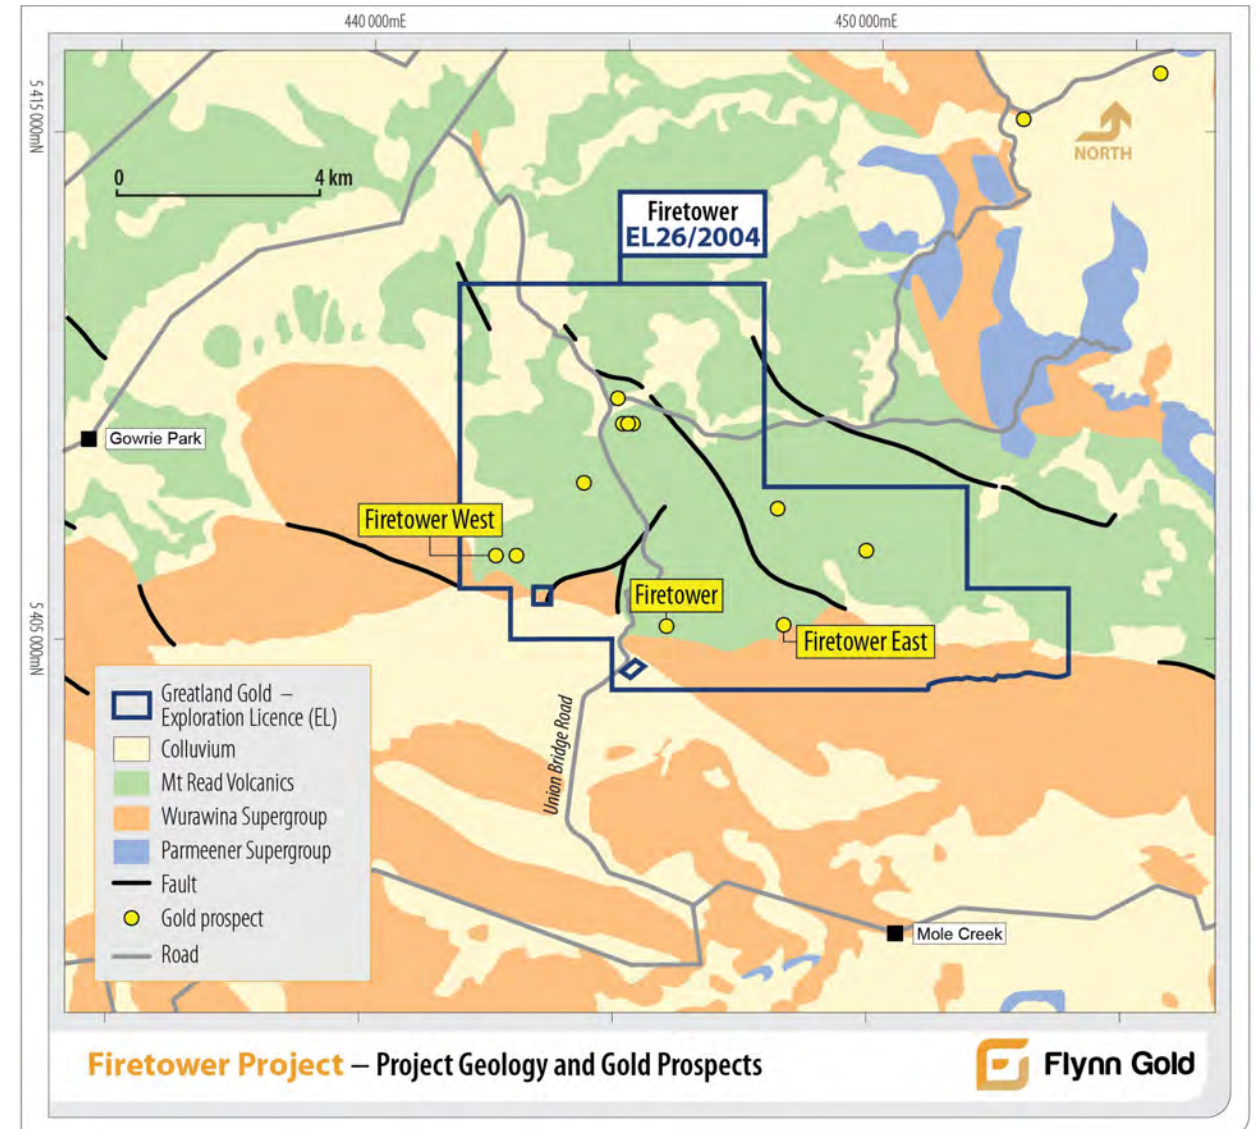 440 000mE
450 000mE
5 415 000mN
NORTH
0
4 km
Firetower
EL26/2004
Gowrie Park
Firetower West
Firetower
Firetower East
5 405 000mN
Union Bridge Road
Greatland Gold –
Exploration Licence (EL)
Colluvium
Mt Read Volcanics
Wurawina Supergroup
Parmeener Supergroup
Fault
Gold prospect
Road
Mole Creek
Firetower Project – Project Geology and Gold Prospects
Flynn Gold